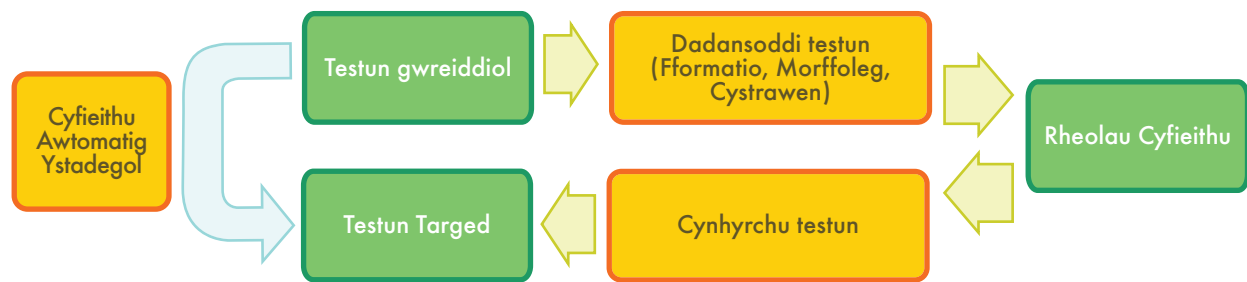 Cyfieithu
Awtomatig
Ystadegol
Testun gwreiddiol
Dadansoddi testun
(Fformatio, Morffoleg,
Cystrawen)
Rheolau Cyfieithu
Cynhyrchu testun
Testun Targed